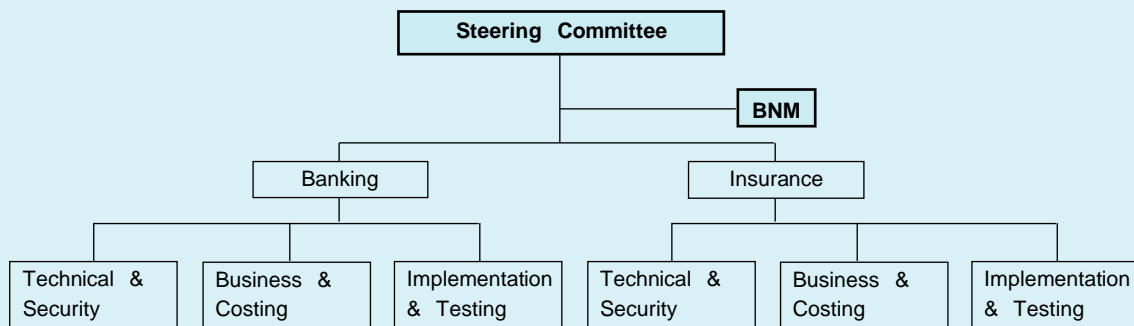 Steering Committee
BNM
Banking
Insurance
Technical &
Security
Business &
Costing
Implementation
& Testing
Technical &
Security
Business &
Costing
Implementation
& Testing